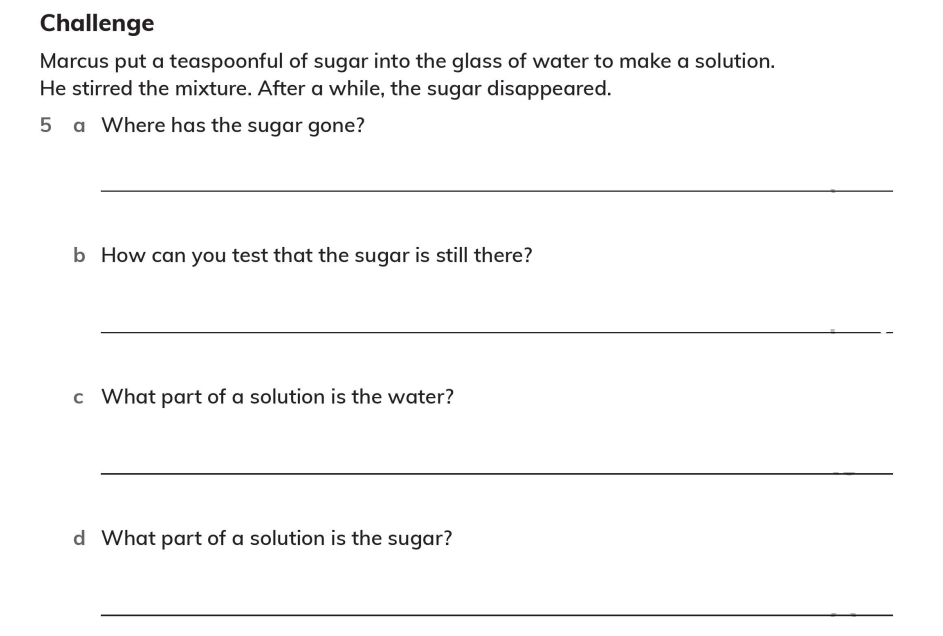 Challenge
Marcus put a teaspoonful of sugar into the glass of water to make a solution.
He stirred the mixture. After a while, the sugar disappeared.
5 a Where has the sugar gone?
b How can you test that the sugar is still there?
c What part of a solution is the water?
d What part of a solution is the sugar?